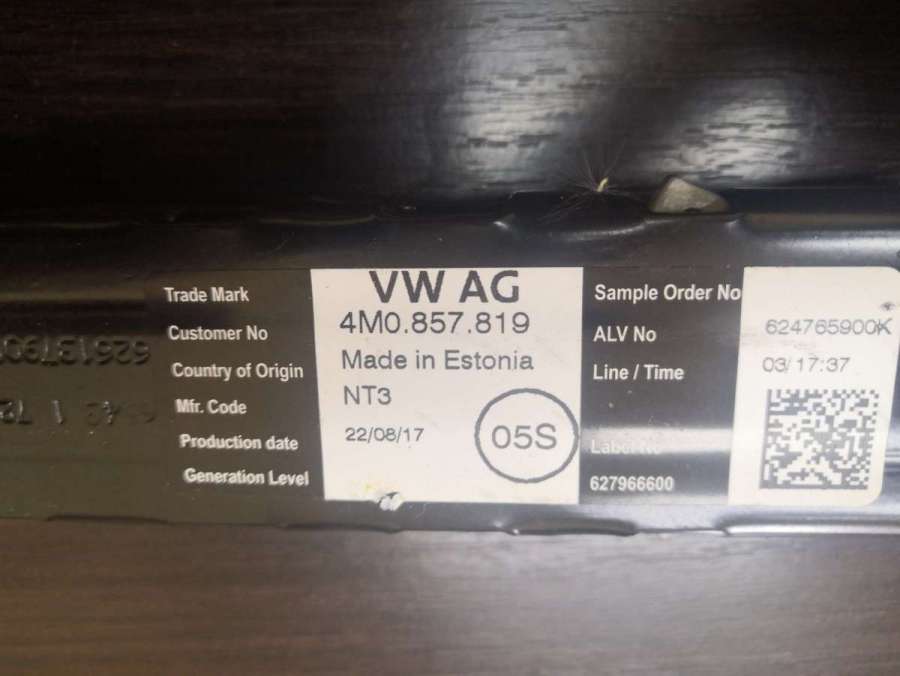 Trade Mark VW AG
Customer No 4M0.857.819
Country of Origin Made in Estonia
Mfr. Code NT3
Production date 22/08/17
Generation Level
05S
Sample Order No
ALV No 624765900K
Line / Time 03/17:37
Label No
627966600